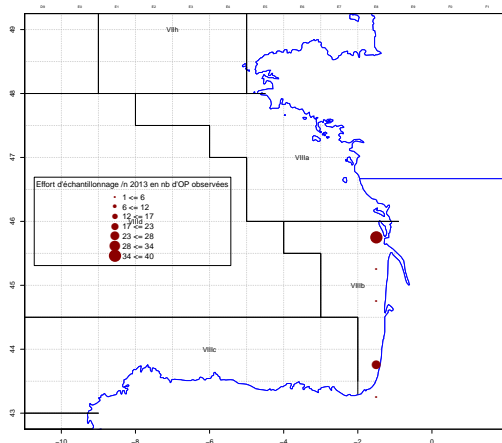 VIIh
49
48
VIIIa
47
Effort d'échantillonnage /n 2013 en nb d'OP observées
1 <= 6
6 <= 12
12 <= 17
VIIId
46
17 <= 23
23 <= 28
28 <= 34
34 <= 40
VIIIb
45
44
VIIIc
43
−10 −8 −6 −4 −2 0